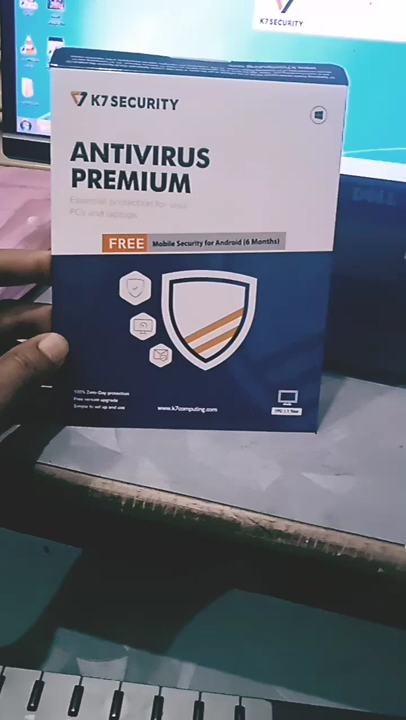 K7 SECURITY
K7 SECURITY
ANTIVIRUS
PREMIUM
Essential protection for your
PCs and laptops
FREE Mobile Security for Android (6 Months)
100% Zero-Day protection
Free version upgrade
Simple to set up and use
www.k7computing.com
1 PC | 1 Year
DELL